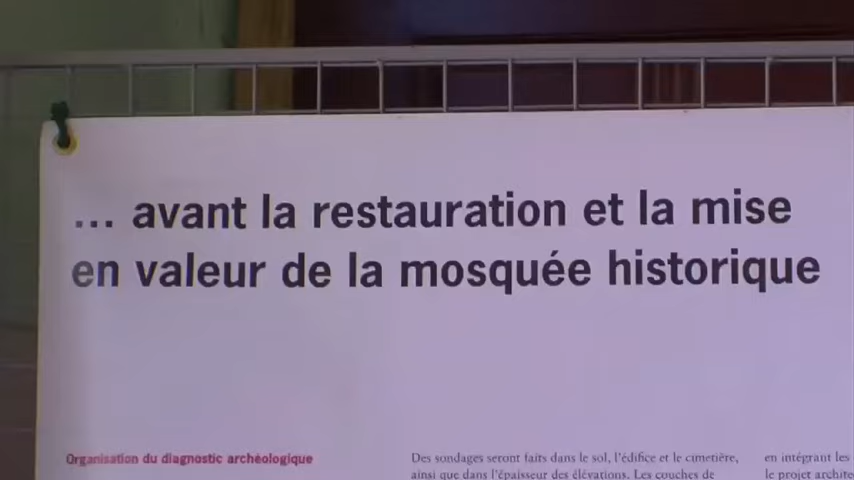 ... avant la restauration et la mise
en valeur de la mosquée historique
Organisation du diagnostic archéologique
Des sondages seront faits dans le sol, l'édifice et le cimetière,
ainsi que dans l'épaisseur des élévations. Les couches de
en intégrant les
le projet archite